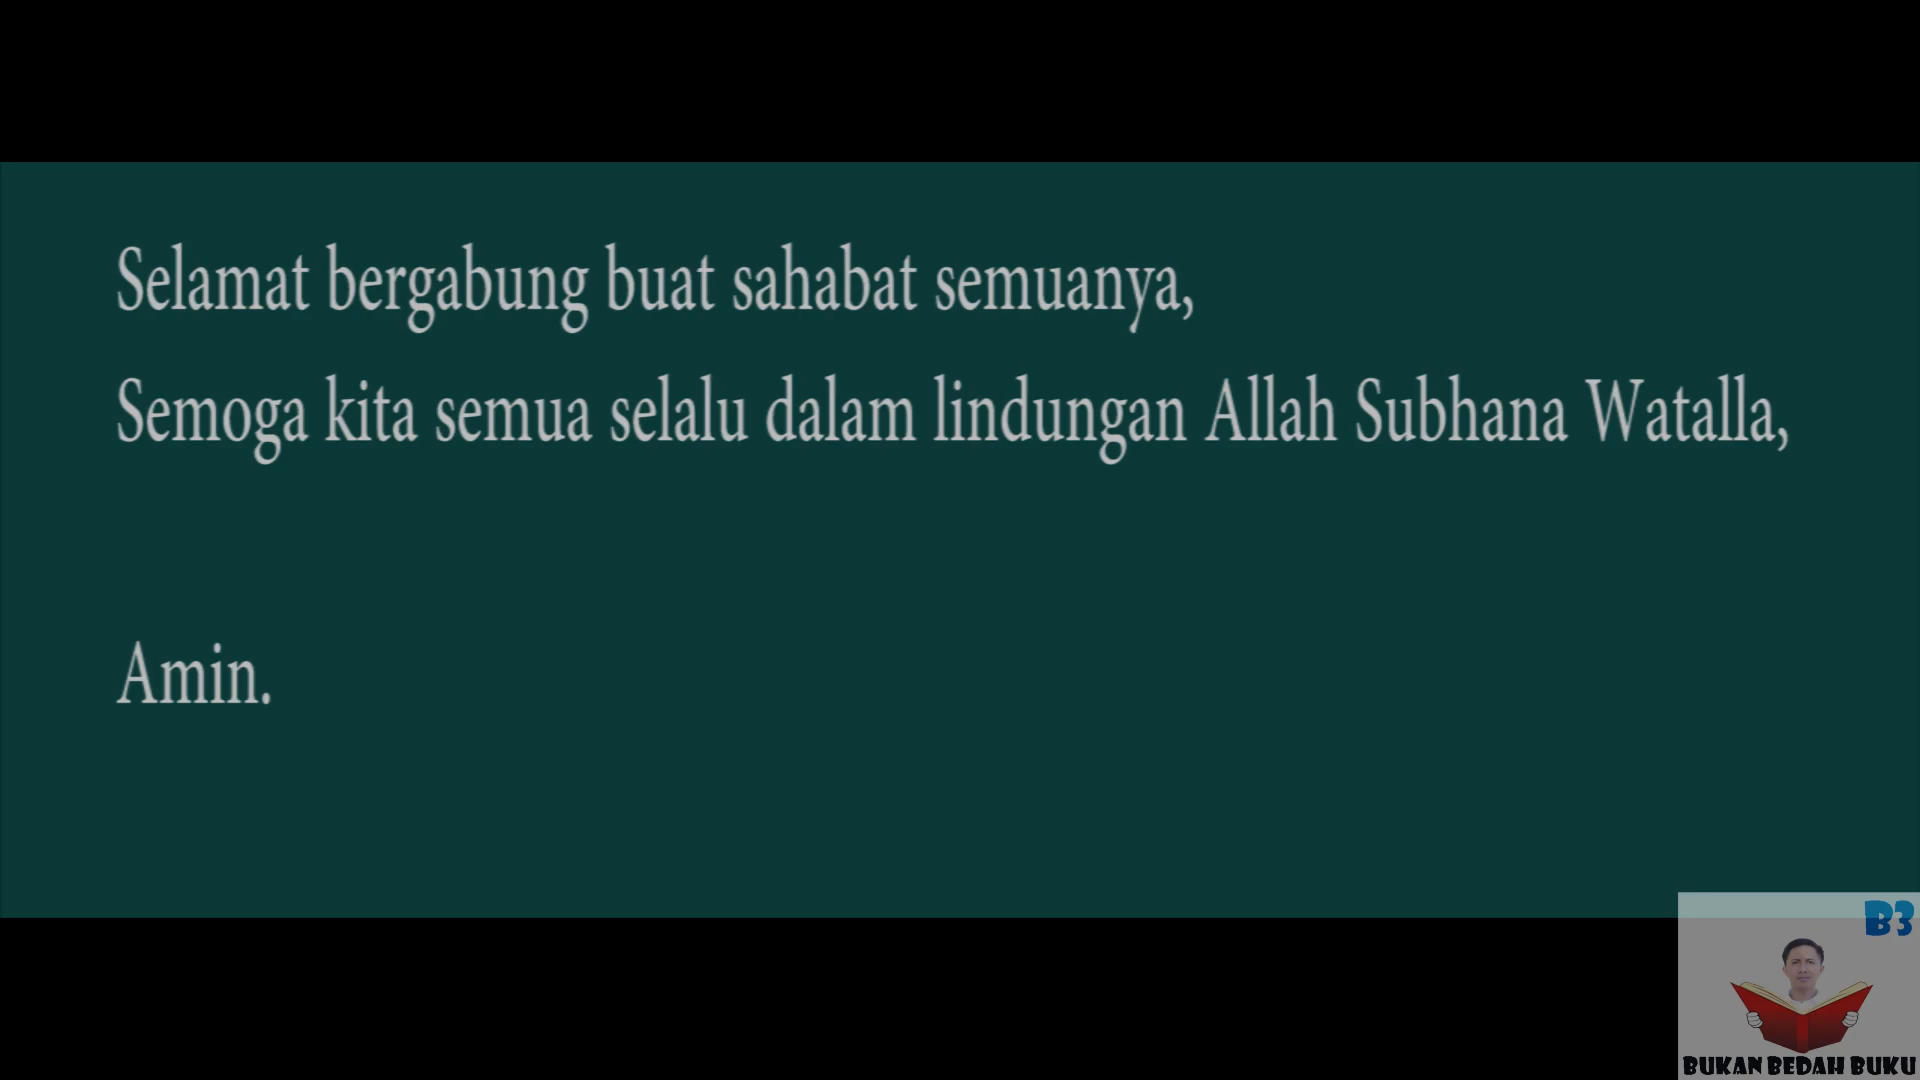 Selamat bergabung buat sahabat semuanya,
Semoga kita semua selalu dalam lindungan Allah Subhana Watalla,
Amin.
B3
BUKAN BEDAH BUKU